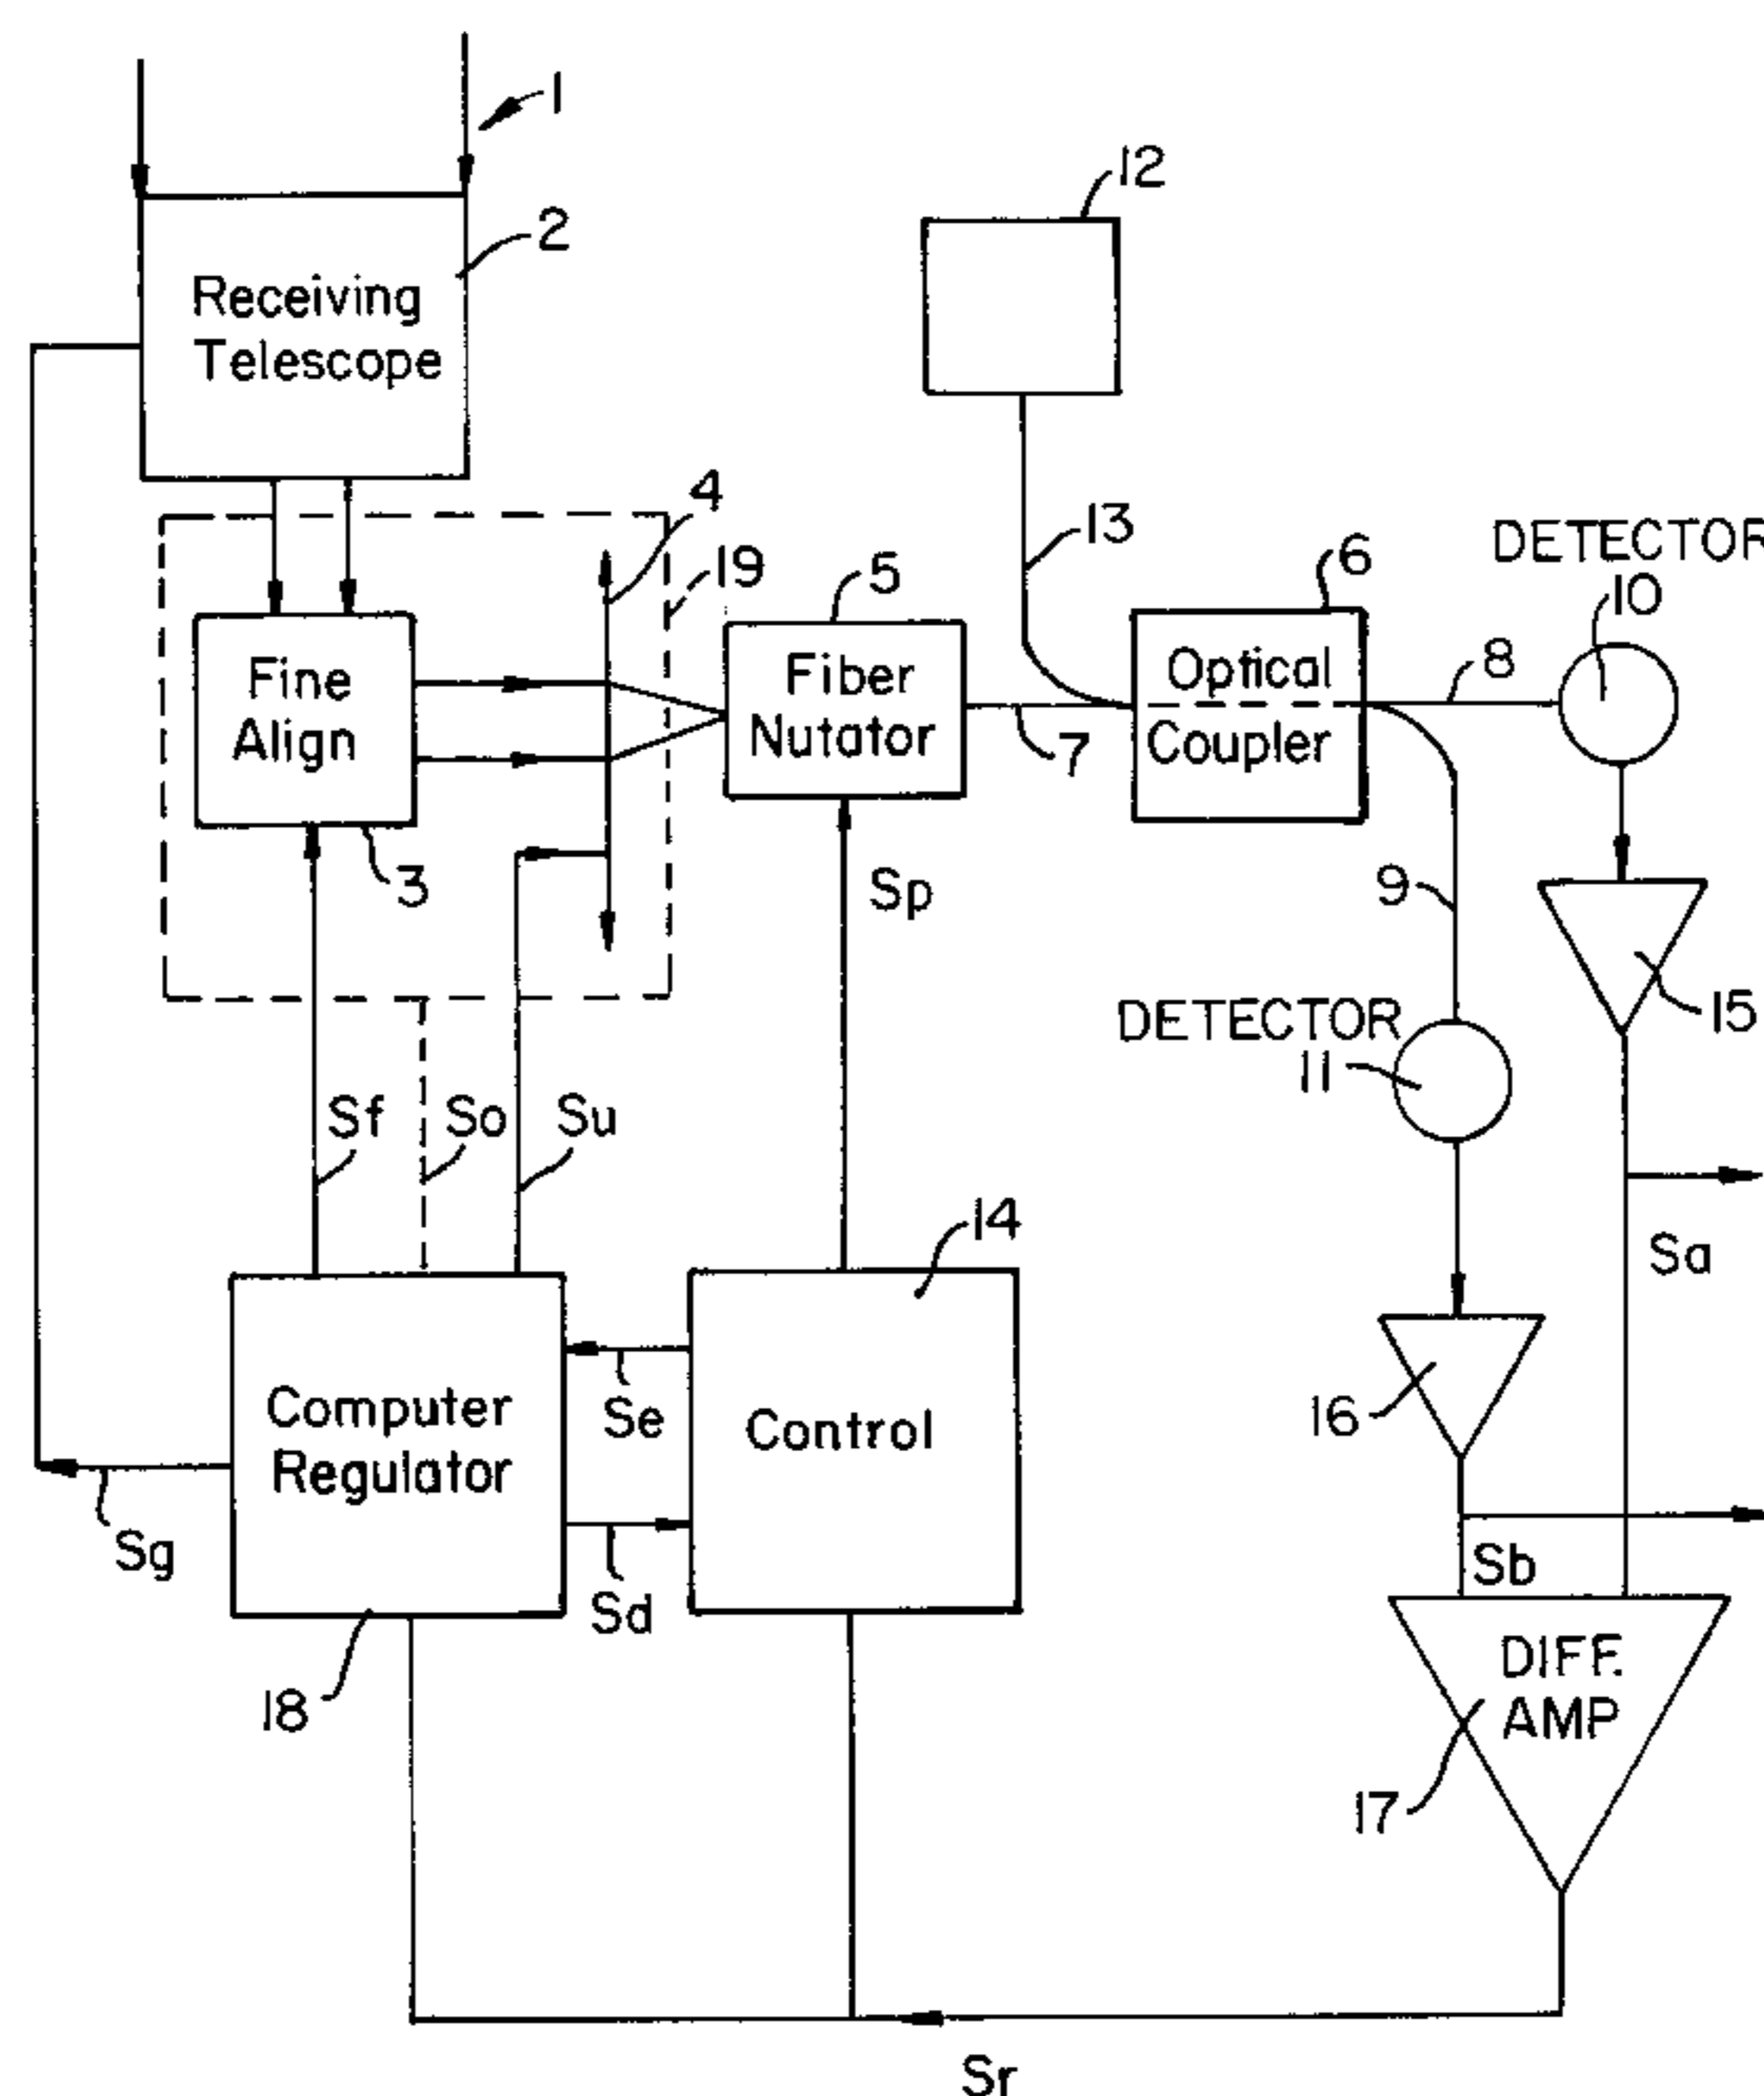 1
12
2
Receiving
Telescope
4
13
DETECTOR
19
5
6
10
Fine
Align
Fiber
Nutator
Optical
Coupler
8
7
3
Sp
9
15
DETECTOR
11
Sf
So
Su
14
Sa
Computer
Regulator
Se
Control
16
Sg
Sd
Sb
DIFF.
AMP
18
17
Sr